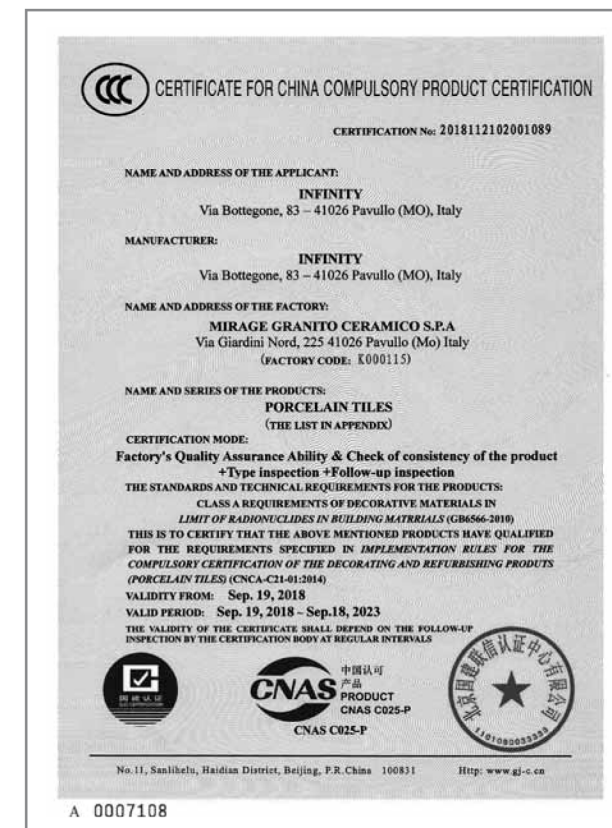 CCC CERTIFICATE FOR CHINA COMPULSORY PRODUCT CERTIFICATION
CERTIFICATION No: 2018112102001089
NAME AND ADDRESS OF THE APPLICANT:
INFINITY
Via Bottegone, 83 – 41026 Pavullo (MO), Italy
MANUFACTURER:
INFINITY
Via Bottegone, 83 – 41026 Pavullo (MO), Italy
NAME AND ADDRESS OF THE FACTORY:
MIRAGE GRANITO CERAMICO S.P.A
Via Giardini Nord, 225 41026 Pavullo (Mo) Italy
(FACTORY CODE: K000115)
NAME AND SERIES OF THE PRODUCTS:
PORCELAIN TILES
(THE LIST IN APPENDIX)
CERTIFICATION MODE:
Factory's Quality Assurance Ability & Check of consistency of the product
+Type inspection +Follow-up inspection
THE STANDARDS AND TECHNICAL REQUIREMENTS FOR THE PRODUCTS:
CLASS A REQUIREMENTS OF DECORATIVE MATERIALS IN
LIMIT OF RADIONUCLIDES IN BUILDING MATRRIALS (GB6566-2010)
THIS IS TO CERTIFY THAT THE ABOVE MENTIONED PRODUCTS HAVE QUALIFIED
FOR THE REQUIREMENTS SPECIFIED IN IMPLEMENTATION RULES FOR THE
COMPULSORY CERTIFICATION OF THE DECORATING AND REFURBISHING PRODUTS
(PORCELAIN TILES) (CNCA-C21-01:2014)
VALIDITY FROM: Sep. 19, 2018
VALID PERIOD: Sep. 19, 2018 ~ Sep.18, 2023
THE VALIDITY OF THE CERTIFICATE SHALL DEPEND ON THE FOLLOW-UP
INSPECTION BY THE CERTIFICATION BODY AT REGULAR INTERVALS
国建认证
CNAS
中国认可
产品
PRODUCT
CNAS C025-P
CNAS C025-P
北京国建联信认证中心有限公司
No.11, Sanlihelu, Haidian District, Beijing, P.R.China 100831 Http: www.gj-c.cn
A 0007108